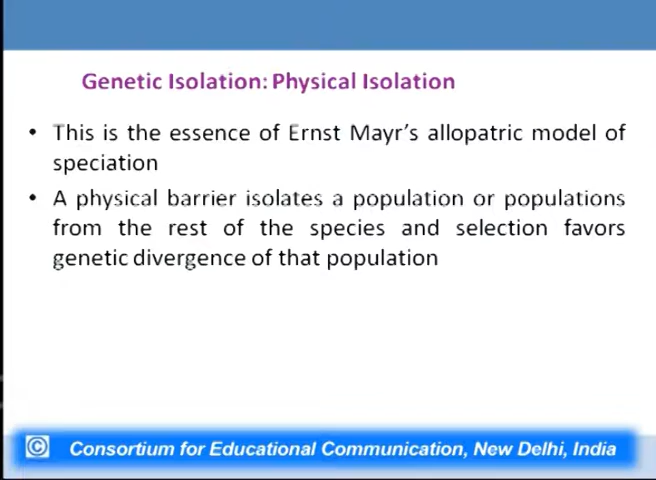 Genetic Isolation: Physical Isolation
• This is the essence of Ernst Mayr's allopatric model of
speciation
• A physical barrier isolates a population or populations
from the rest of the species and selection favors
genetic divergence of that population
© Consortium for Educational Communication, New Delhi, India